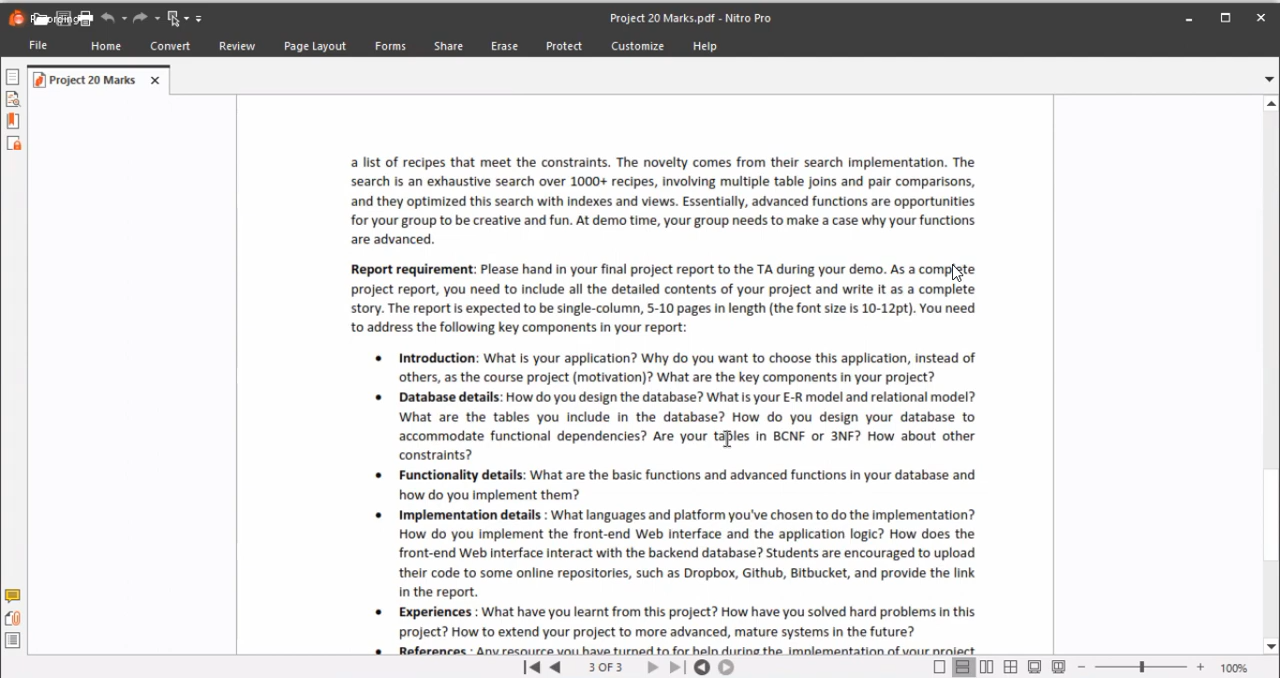 Recording...
Project 20 Marks.pdf - Nitro Pro
File Home Convert Review Page Layout Forms Share Erase Protect Customize Help
Project 20 Marks
a list of recipes that meet the constraints. The novelty comes from their search implementation. The
search is an exhaustive search over 1000+ recipes, involving multiple table joins and pair comparisons,
and they optimized this search with indexes and views. Essentially, advanced functions are opportunities
for your group to be creative and fun. At demo time, your group needs to make a case why your functions
are advanced.
Report requirement: Please hand in your final project report to the TA during your demo. As a complete
project report, you need to include all the detailed contents of your project and write it as a complete
story. The report is expected to be single-column, 5-10 pages in length (the font size is 10-12pt). You need
to address the following key components in your report:
• Introduction: What is your application? Why do you want to choose this application, instead of
others, as the course project (motivation)? What are the key components in your project?
• Database details: How do you design the database? What is your E-R model and relational model?
What are the tables you include in the database? How do you design your database to
accommodate functional dependencies? Are your tables in BCNF or 3NF? How about other
constraints?
• Functionality details: What are the basic functions and advanced functions in your database and
how do you implement them?
• Implementation details : What languages and platform you've chosen to do the implementation?
How do you implement the front-end Web interface and the application logic? How does the
front-end Web interface interact with the backend database? Students are encouraged to upload
their code to some online repositories, such as Dropbox, Github, Bitbucket, and provide the link
in the report.
• Experiences : What have you learnt from this project? How have you solved hard problems in this
project? How to extend your project to more advanced, mature systems in the future?
References : Any resource you have turned to for help during the implementation of your project
3 OF 3
100%